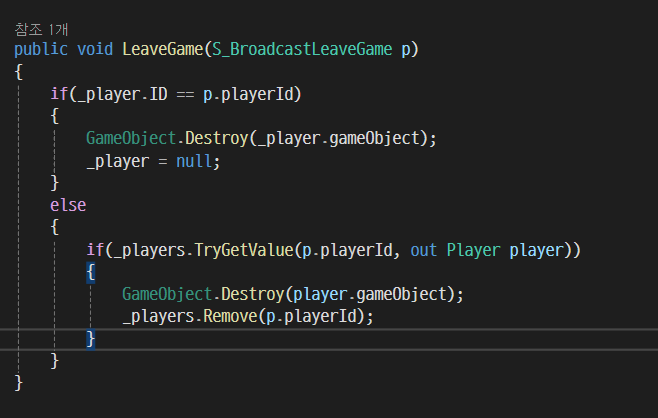 참조 1개
public void LeaveGame(S_BroadcastLeaveGame p)
{
if(_player.ID == p.playerId)
{
GameObject.Destroy(_player.gameObject);
_player = null;
}
else
{
if(_players.TryGetValue(p.playerId, out Player player))
{
GameObject.Destroy(player.gameObject);
_players.Remove(p.playerId);
}
}
}